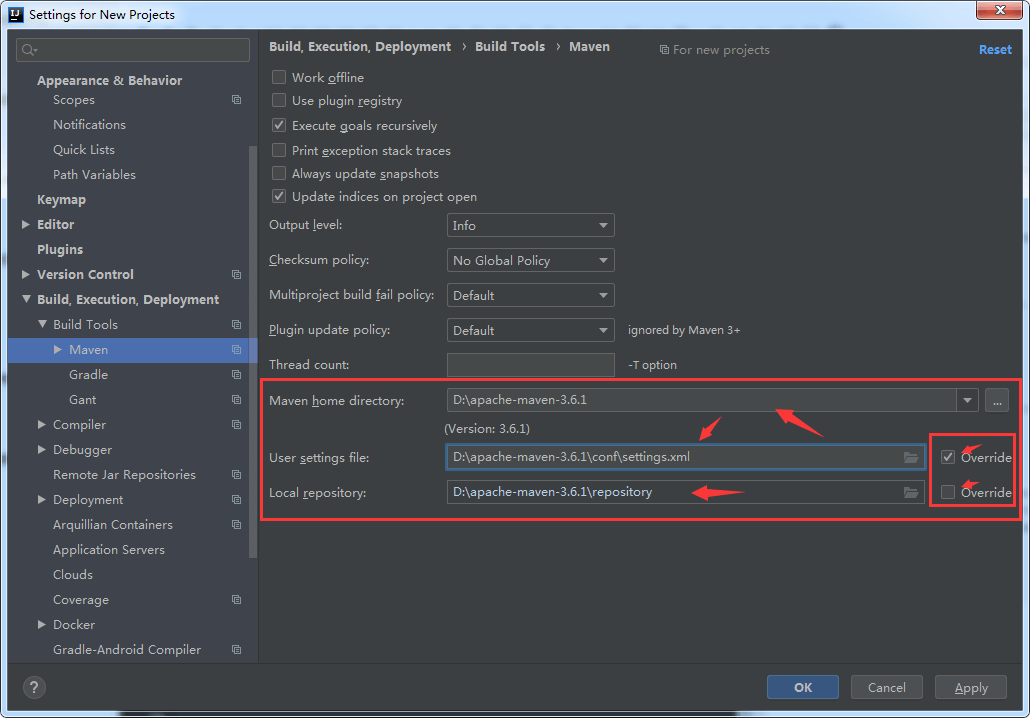 Settings for New Projects
Build, Execution, Deployment › Build Tools › Maven For new projects Reset
Appearance & Behavior
Scopes
Notifications
Quick Lists
Path Variables
Keymap
Editor
Plugins
Version Control
Build, Execution, Deployment
Build Tools
Maven
Gradle
Gant
Compiler
Debugger
Remote Jar Repositories
Deployment
Arquillian Containers
Application Servers
Clouds
Coverage
Docker
Gradle-Android Compiler
Work offline
Use plugin registry
Execute goals recursively
Print exception stack traces
Always update snapshots
Update indices on project open
Output level: Info
Checksum policy: No Global Policy
Multiproject build fail policy: Default
Plugin update policy: Default ignored by Maven 3+
Thread count: -T option
Maven home directory: D:\apache-maven-3.6.1 ...
(Version: 3.6.1)
User settings file: D:\apache-maven-3.6.1\conf\settings.xml Override
Local repository: D:\apache-maven-3.6.1\repository Override
? OK Cancel Apply